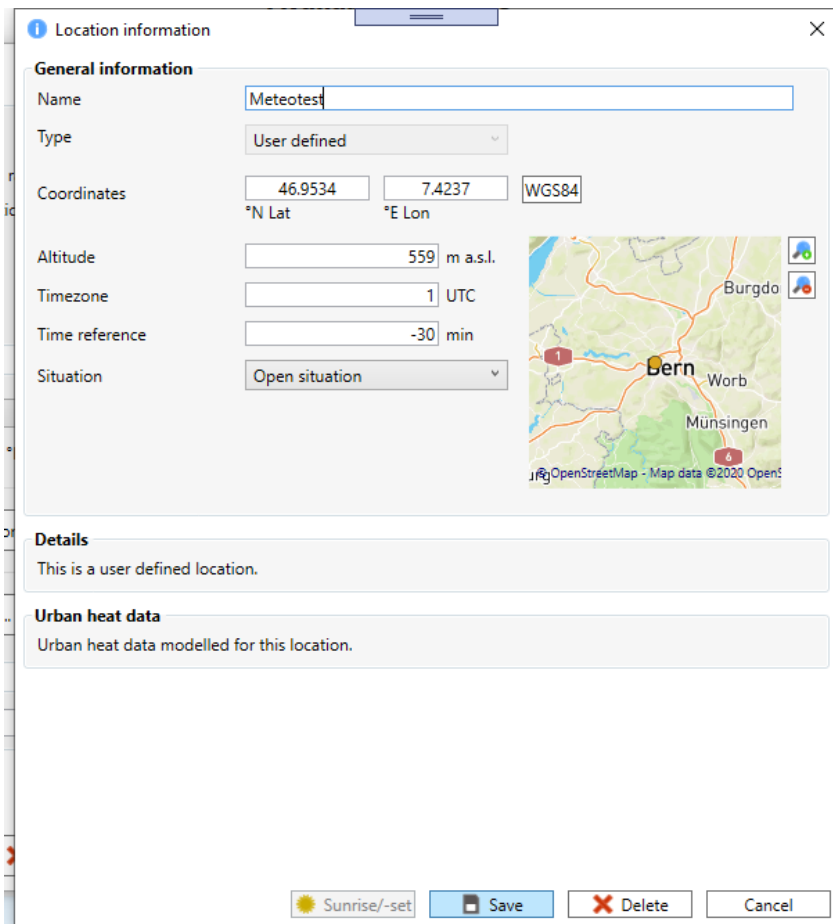 Location information
General information
Name
Meteotest
Type
User defined
Coordinates
46.9534
7.4237
WGS84
°N Lat
°E Lon
Altitude
559 m a.s.l.
Timezone
1 UTC
Time reference
-30 min
Situation
Open situation
Burgdo
1
Bern
Worb
Münsingen
6
© OpenStreetMap - Map data ©2020 OpenS
Details
This is a user defined location.
Urban heat data
Urban heat data modelled for this location.
Sunrise/-set
Save
Delete
Cancel